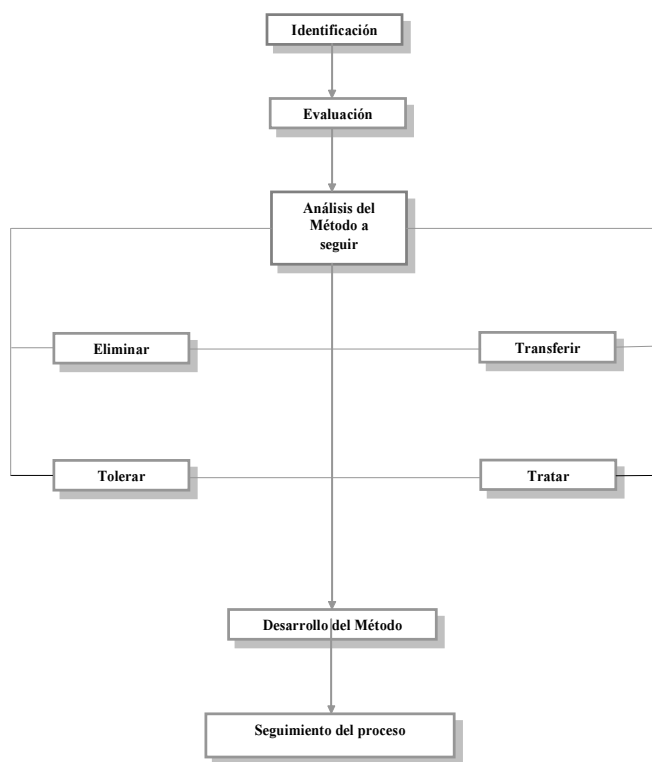 Identificación
Evaluación
Análisis del
Método a
seguir
Eliminar
Transferir
Tolerar
Tratar
Desarrollo del Método
Seguimiento del proceso